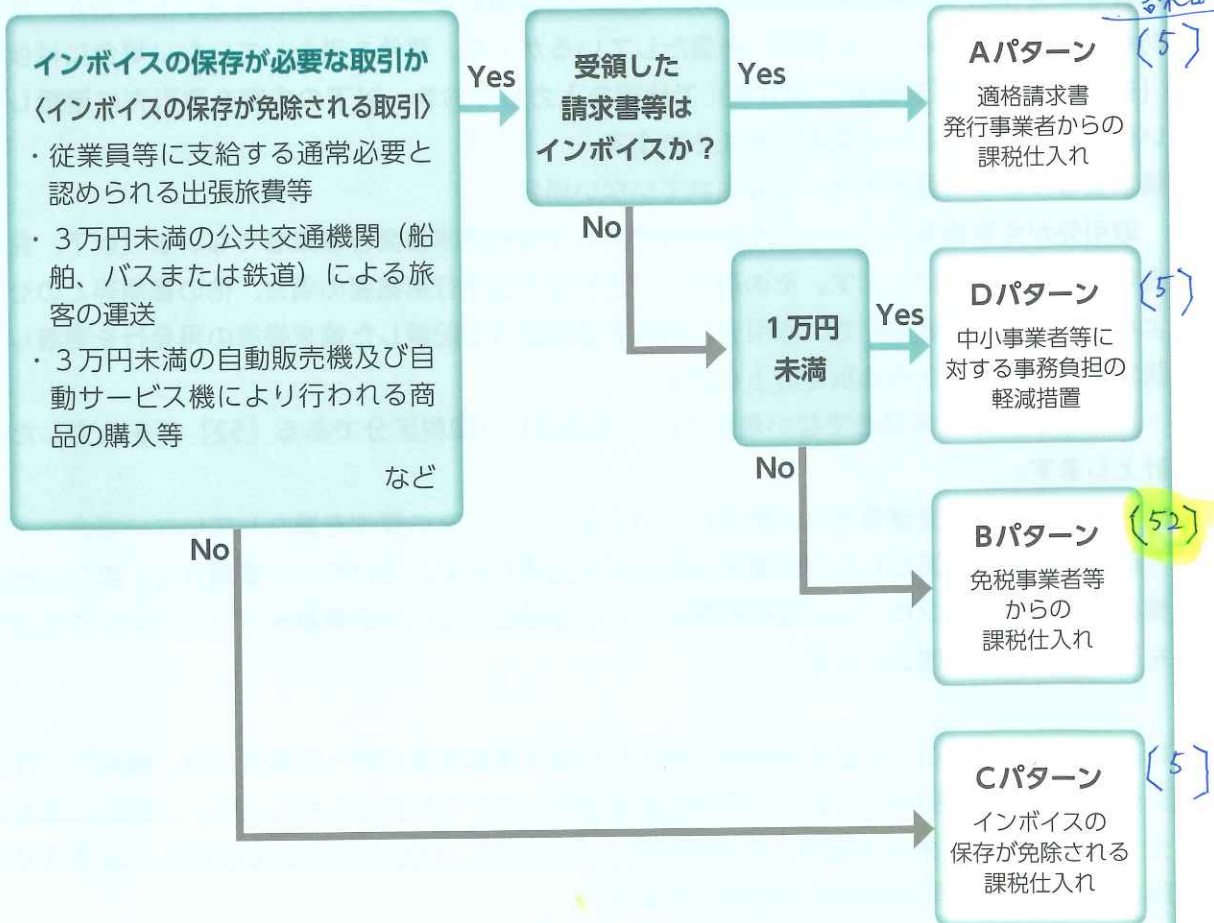 インボイスの保存が必要な取引か
〈インボイスの保存が免除される取引〉
・従業員等に支給する通常必要と
認められる出張旅費等
・３万円未満の公共交通機関（船
舶、バスまたは鉄道）による旅
客の運送
・３万円未満の自動販売機及び自
動サービス機により行われる商
品の購入等
など
Yes
No
受領した
請求書等は
インボイスか？
Yes
No
Aパターン
適格請求書
発行事業者からの
課税仕入れ
(5)
１万円
未満
Yes
No
Dパターン
中小事業者等に
対する事務負担の
軽減措置
(5)
Bパターン
免税事業者等
からの
課税仕入れ
(52)
Cパターン
インボイスの
保存が免除される
課税仕入れ
(5)